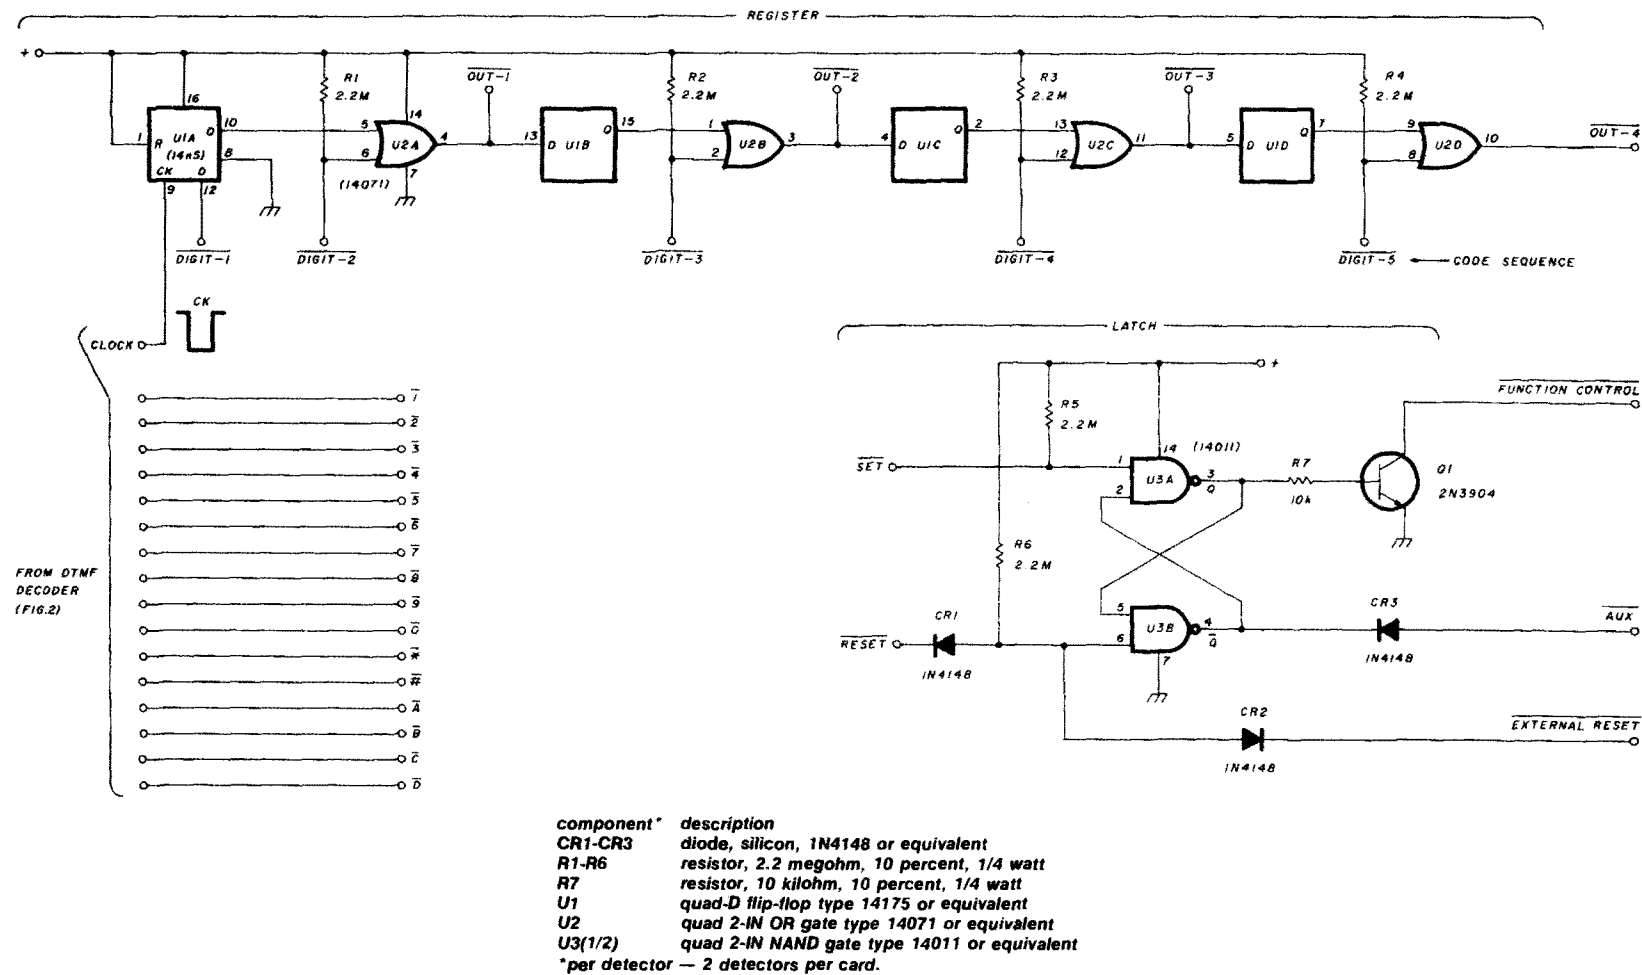 REGISTER
+
OUT-1
OUT-2
OUT-3
R1
2.2M
R2
2.2M
R3
2.2M
R4
2.2M
16
14
1
R
U1A
Q
10
(14175)
8
CK
D
9
12
5
6
U2A
4
7
(14071)
13
D U1B
Q
15
1
2
U2B
3
4
D U1C
Q
2
13
12
U2C
11
5
D U1D
Q
7
9
8
U2D
10
OUT-4
DIGIT-1
DIGIT-2
DIGIT-3
DIGIT-4
DIGIT-5
CODE SEQUENCE
CK
CLOCK
1
2
3
4
5
6
7
8
9
0
*
#
A
B
C
D
FROM DTMF
DECODER
(FIG.2)
LATCH
+
FUNCTION CONTROL
R5
2.2M
14
(14011)
SET
1
2
U3A
3
Q
R7
10k
Q1
2N3904
R6
2.2M
CR1
RESET
1N4148
5
6
U3B
4
Q
7
CR3
1N4148
AUX
CR2
1N4148
EXTERNAL RESET
component* description
CR1-CR3 diode, silicon, 1N4148 or equivalent
R1-R6 resistor, 2.2 megohm, 10 percent, 1/4 watt
R7 resistor, 10 kilohm, 10 percent, 1/4 watt
U1 quad-D flip-flop type 14175 or equivalent
U2 quad 2-IN OR gate type 14071 or equivalent
U3(1/2) quad 2-IN NAND gate type 14011 or equivalent
*per detector — 2 detectors per card.